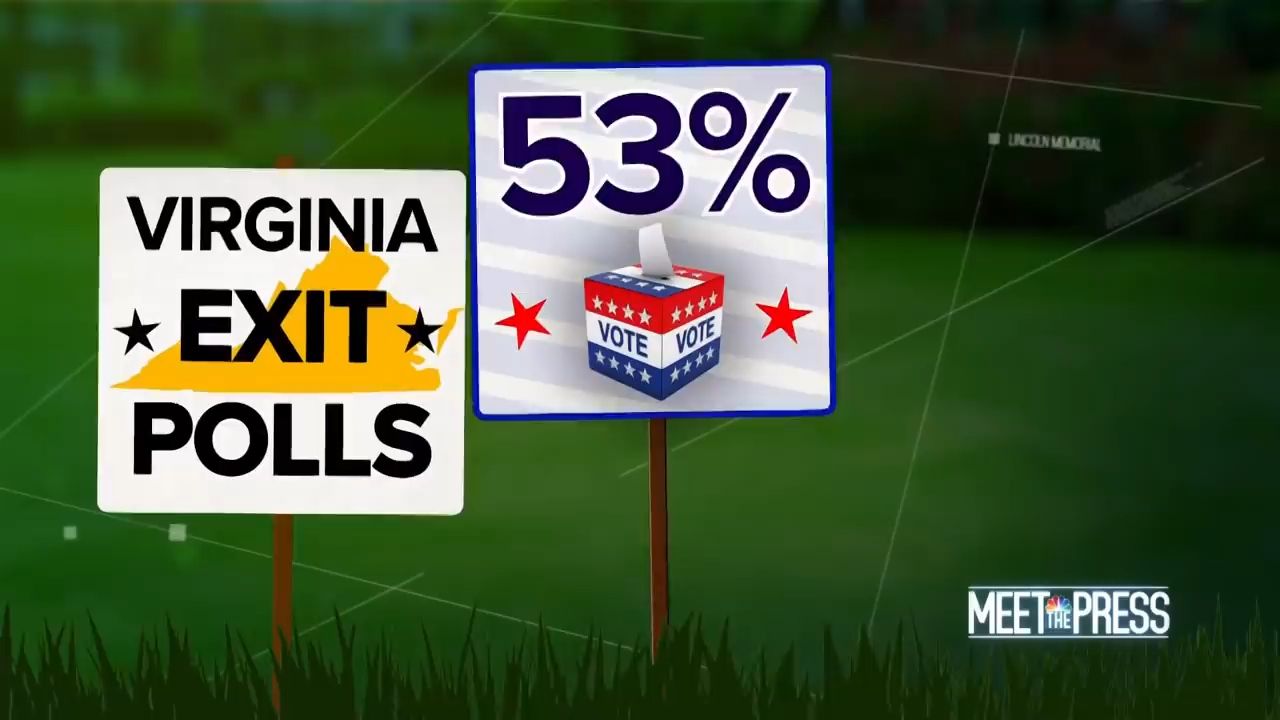 VIRGINIA
EXIT
POLLS
53%
VOTE VOTE
LINCOLN MEMORIAL
MEET THE PRESS